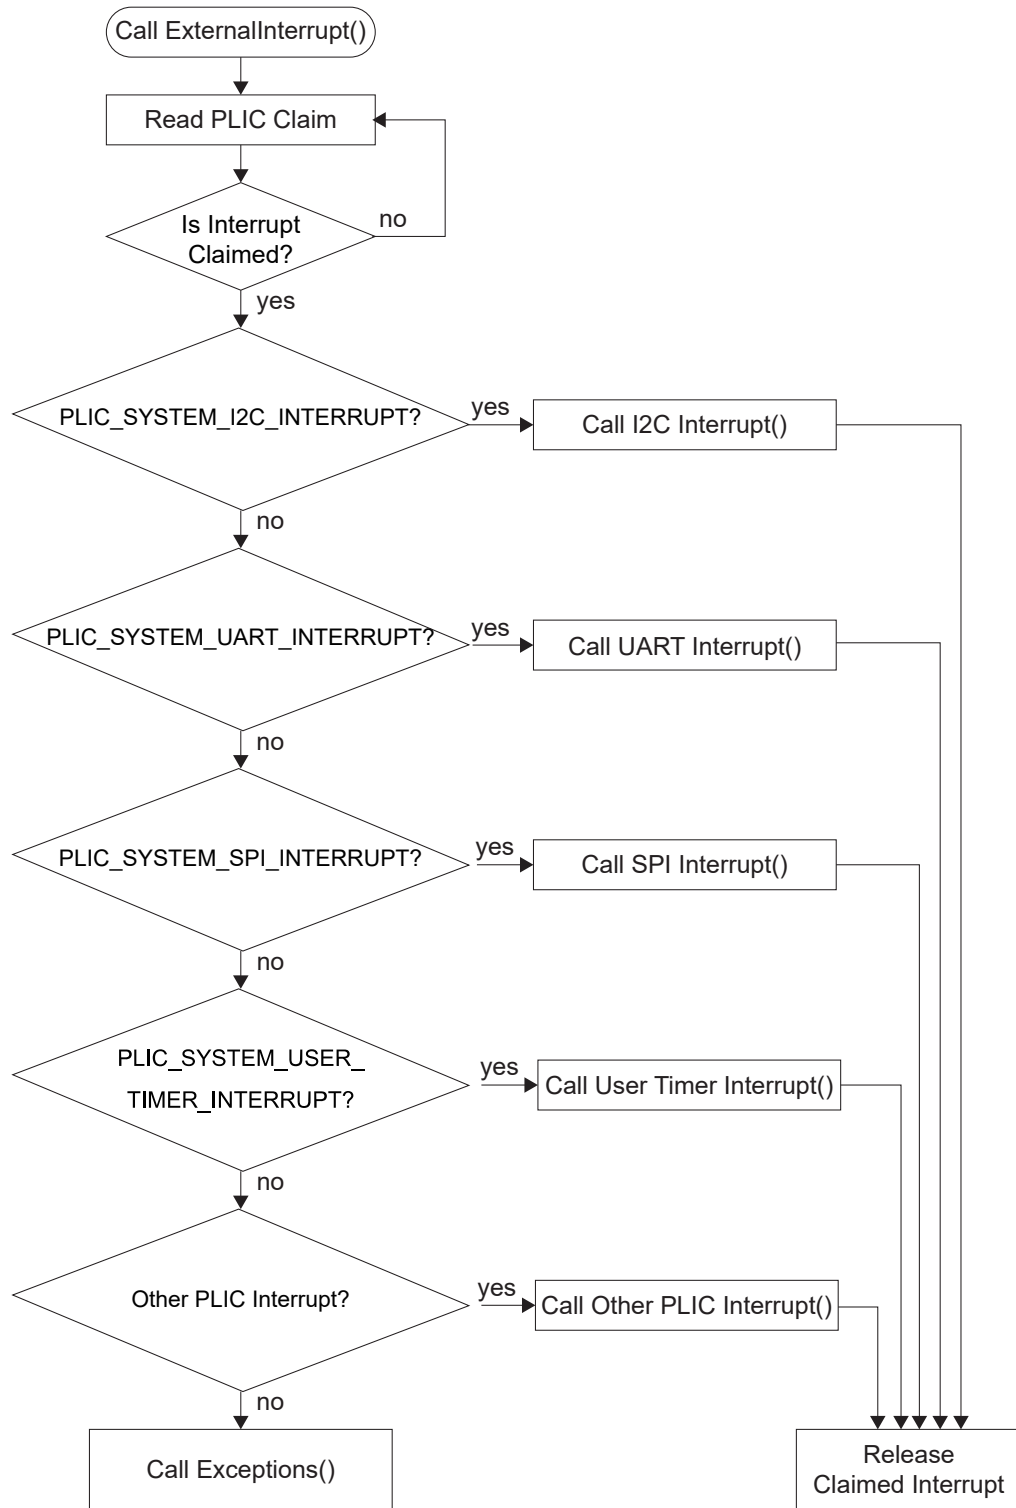 Call ExternalInterrupt()
Read PLIC Claim
Is Interrupt
Claimed?
no
yes
PLIC_SYSTEM_I2C_INTERRUPT?
yes
Call I2C Interrupt()
no
PLIC_SYSTEM_UART_INTERRUPT?
yes
Call UART Interrupt()
no
PLIC_SYSTEM_SPI_INTERRUPT?
yes
Call SPI Interrupt()
no
PLIC_SYSTEM_USER_
TIMER_INTERRUPT?
yes
Call User Timer Interrupt()
no
Other PLIC Interrupt?
yes
Call Other PLIC Interrupt()
no
Call Exceptions()
Release
Claimed Interrupt